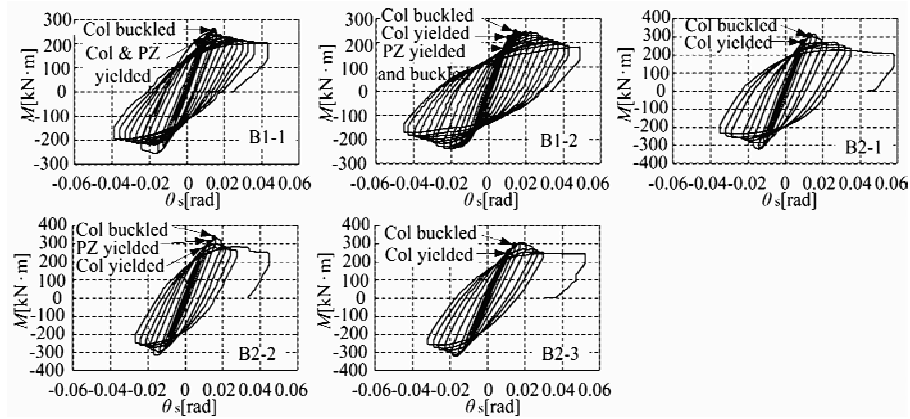 300
200
100
0
-100
-200
300
M[kN·m]
Col buckled
Col & PZ
yielded
B1-1
-0.06-0.04-0.02 0 0.02 0.04 0.06
θs[rad]
300
200
100
0
-100
-200
300
M[kN·m]
Col buckled
Col yielded
PZ yielded
and buckled
B1-2
-0.06-0.04-0.02 0 0.02 0.04 0.06
θs[rad]
400
300
200
100
0
-100
-200
-300
-400
M[kN·m]
Col buckled
Col yielded
B2-1
-0.06-0.04-0.02 0 0.02 0.04 0.06
θs[rad]
400
300
200
100
0
-100
-200
-300
-400
M[kN·m]
Col buckled
PZ yielded
Col yielded
B2-2
-0.06-0.04-0.02 0 0.02 0.04 0.06
θs[rad]
400
300
200
100
0
-100
-200
-300
-400
M[kN·m]
Col buckled
Col yielded
B2-3
-0.06-0.04-0.02 0 0.02 0.04 0.06
θs[rad]